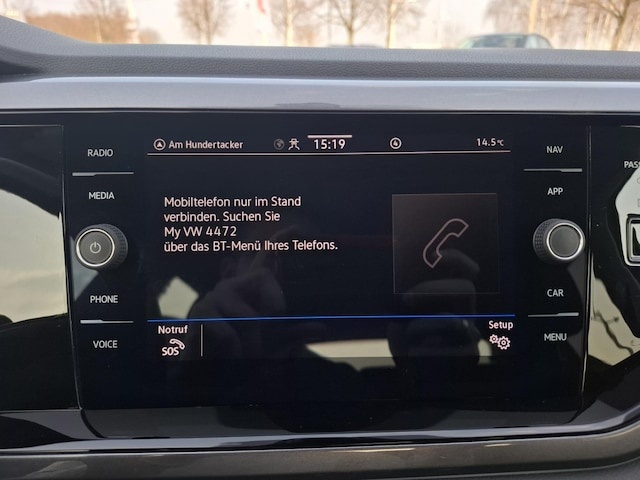 RADIO
MEDIA
PHONE
VOICE
Am Hundertacker
15:19
4
14.5°C
Mobiltelefon nur im Stand
verbinden. Suchen Sie
My VW 4472
über das BT-Menü Ihres Telefons.
Notruf
SOS
Setup
NAV
APP
CAR
MENU